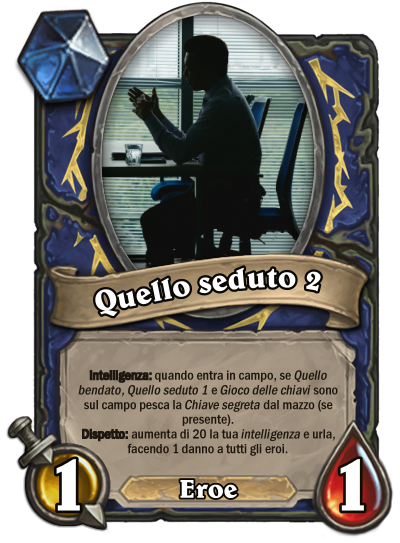 Quello seduto 2
Intelligenza: quando entra in campo, se Quello
bendato, Quello seduto 1 e Gioco delle chiavi sono
sul campo pesca la Chiave segreta dal mazzo (se
presente).
Dispetto: aumenta di 20 la tua intelligenza e urla,
facendo 1 danno a tutti gli eroi.
1
Eroe
1